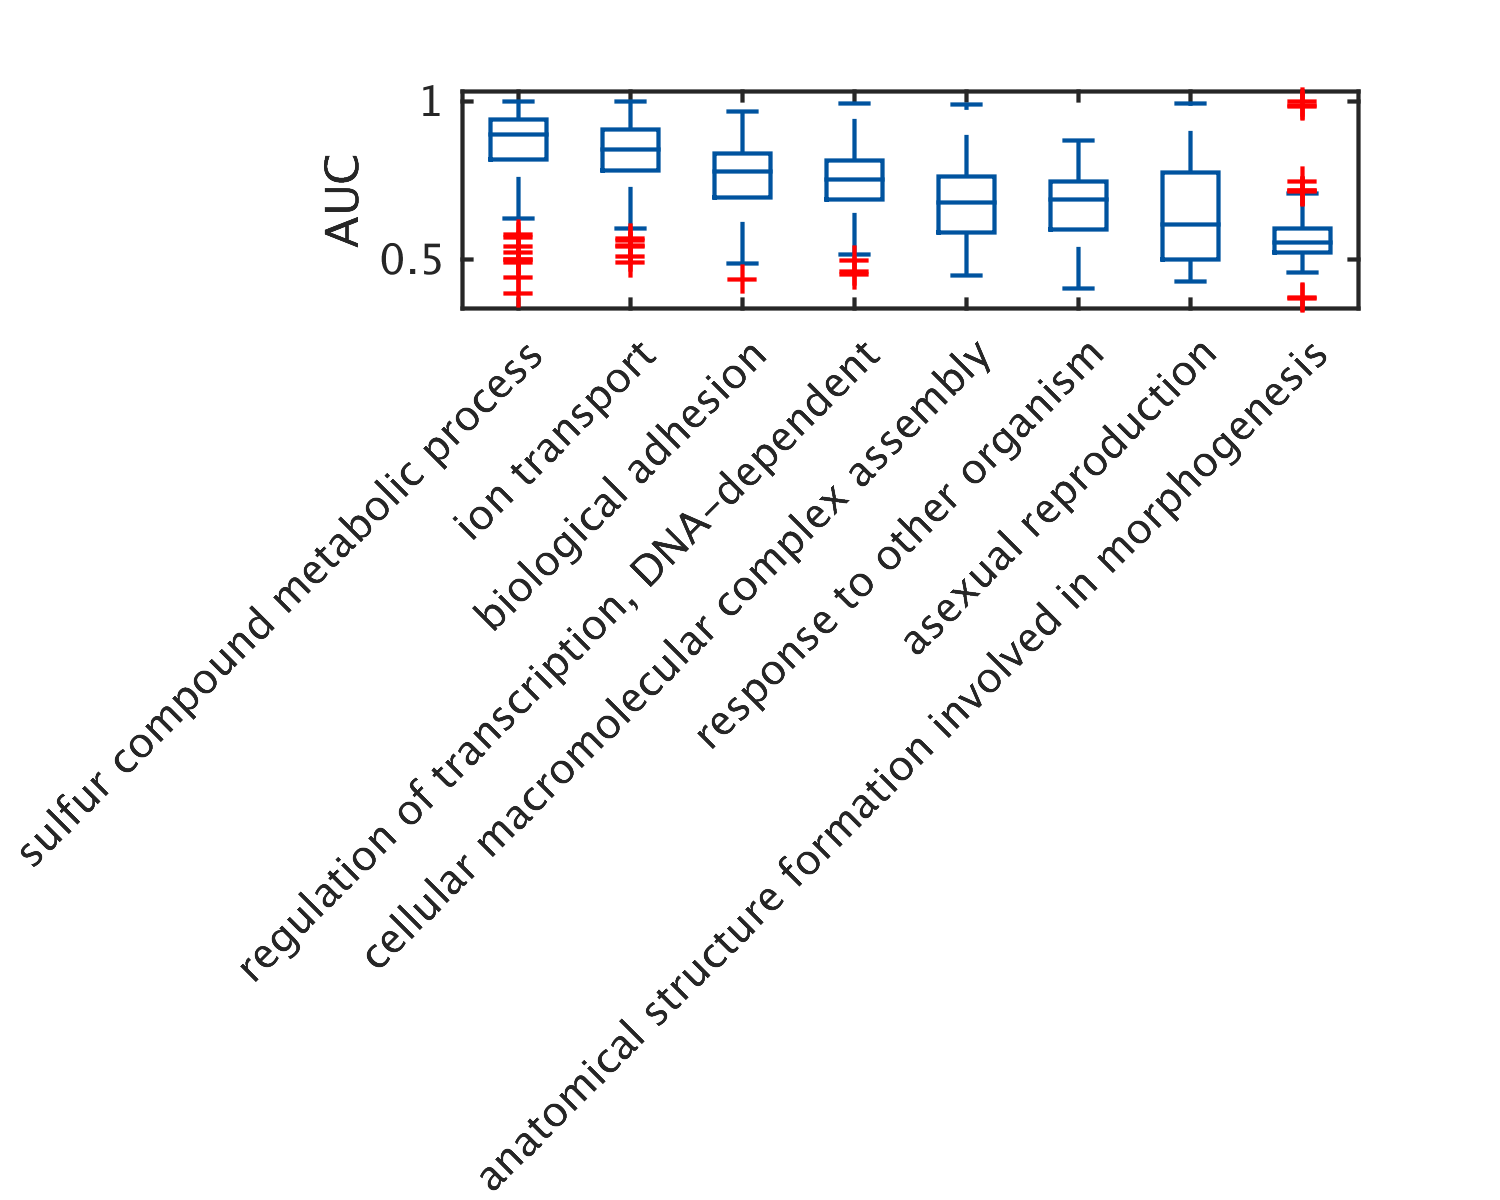 1
AUC
0.5
sulfur compound metabolic process
ion transport
biological adhesion
regulation of transcription, DNA–dependent
cellular macromolecular complex assembly
response to other organism
asexual reproduction
anatomical structure formation involved in morphogenesis